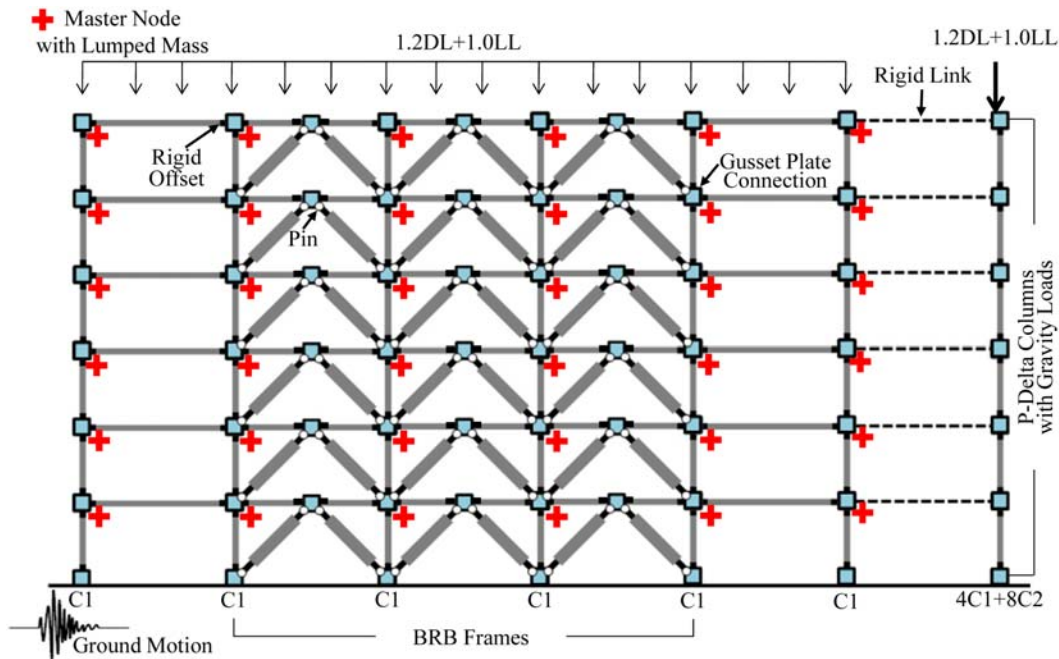 Master Node
with Lumped Mass
1.2DL+1.0LL
1.2DL+1.0LL
Rigid Link
Rigid
Offset
Gusset Plate
Connection
Pin
P-Delta Columns
with Gravity Loads
C1
C1
C1
C1
C1
C1
4C1+8C2
Ground Motion
BRB Frames